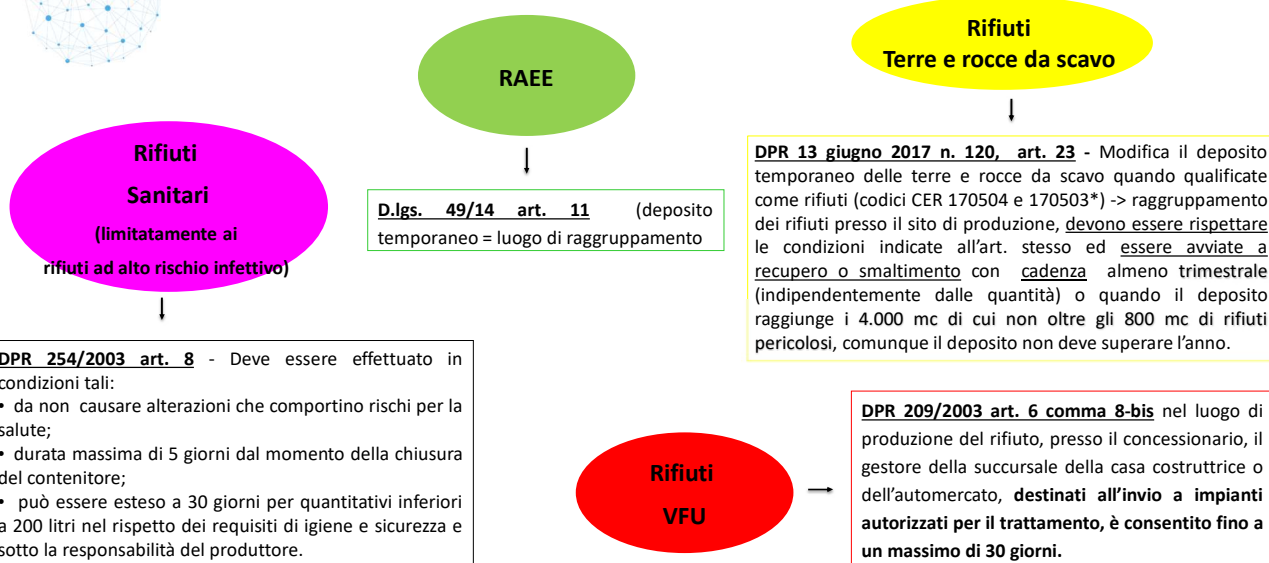 Rifiuti
Sanitari
(limitatamente ai
rifiuti ad alto rischio infettivo)
DPR 254/2003 art. 8 - Deve essere effettuato in
condizioni tali:
• da non causare alterazioni che comportino rischi per la
salute;
• durata massima di 5 giorni dal momento della chiusura
del contenitore;
• può essere esteso a 30 giorni per quantitativi inferiori
a 200 litri nel rispetto dei requisiti di igiene e sicurezza e
sotto la responsabilità del produttore.
RAEE
D.lgs. 49/14 art. 11 (deposito
temporaneo = luogo di raggruppamento
Rifiuti
Terre e rocce da scavo
DPR 13 giugno 2017 n. 120, art. 23 - Modifica il deposito
temporaneo delle terre e rocce da scavo quando qualificate
come rifiuti (codici CER 170504 e 170503*) -> raggruppamento
dei rifiuti presso il sito di produzione, devono essere rispettare
le condizioni indicate all’art. stesso ed essere avviate a
recupero o smaltimento con cadenza almeno trimestrale
(indipendentemente dalle quantità) o quando il deposito
raggiunge i 4.000 mc di cui non oltre gli 800 mc di rifiuti
pericolosi, comunque il deposito non deve superare l’anno.
Rifiuti
VFU
DPR 209/2003 art. 6 comma 8-bis nel luogo di
produzione del rifiuto, presso il concessionario, il
gestore della succursale della casa costruttrice o
dell’automercato, destinati all’invio a impianti
autorizzati per il trattamento, è consentito fino a
un massimo di 30 giorni.